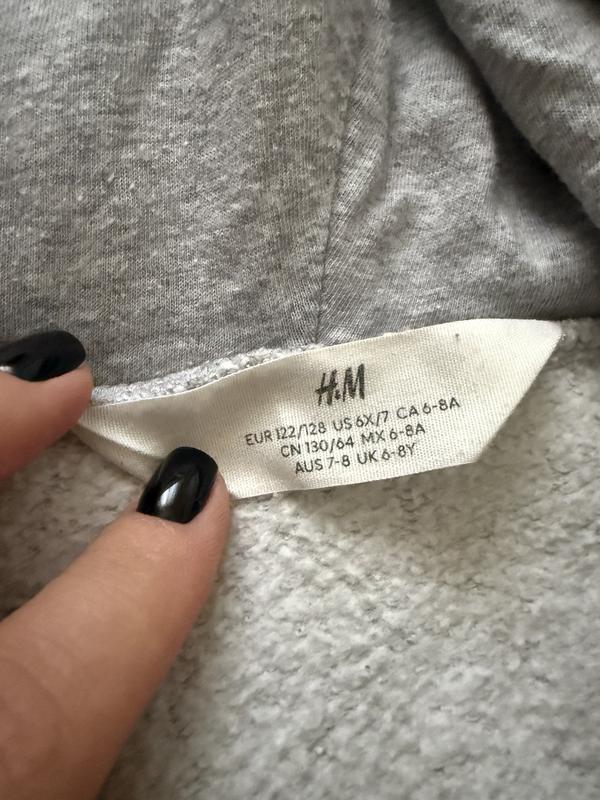 H&M
EUR 122/128 US 6X/7 CA 6-8A
CN 130/64 MX 6-8A
AUS 7-8 UK 6-8Y